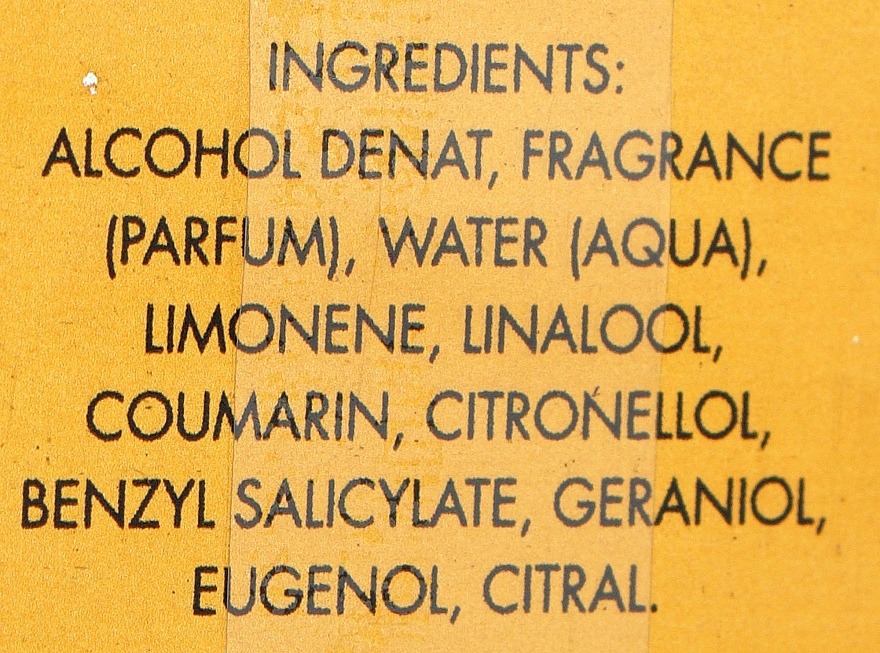 INGREDIENTS:
ALCOHOL DENAT, FRAGRANCE
(PARFUM), WATER (AQUA),
LIMONENE, LINALOOL,
COUMARIN, CITRONELLOL,
BENZYL SALICYLATE, GERANIOL,
EUGENOL, CITRAL.